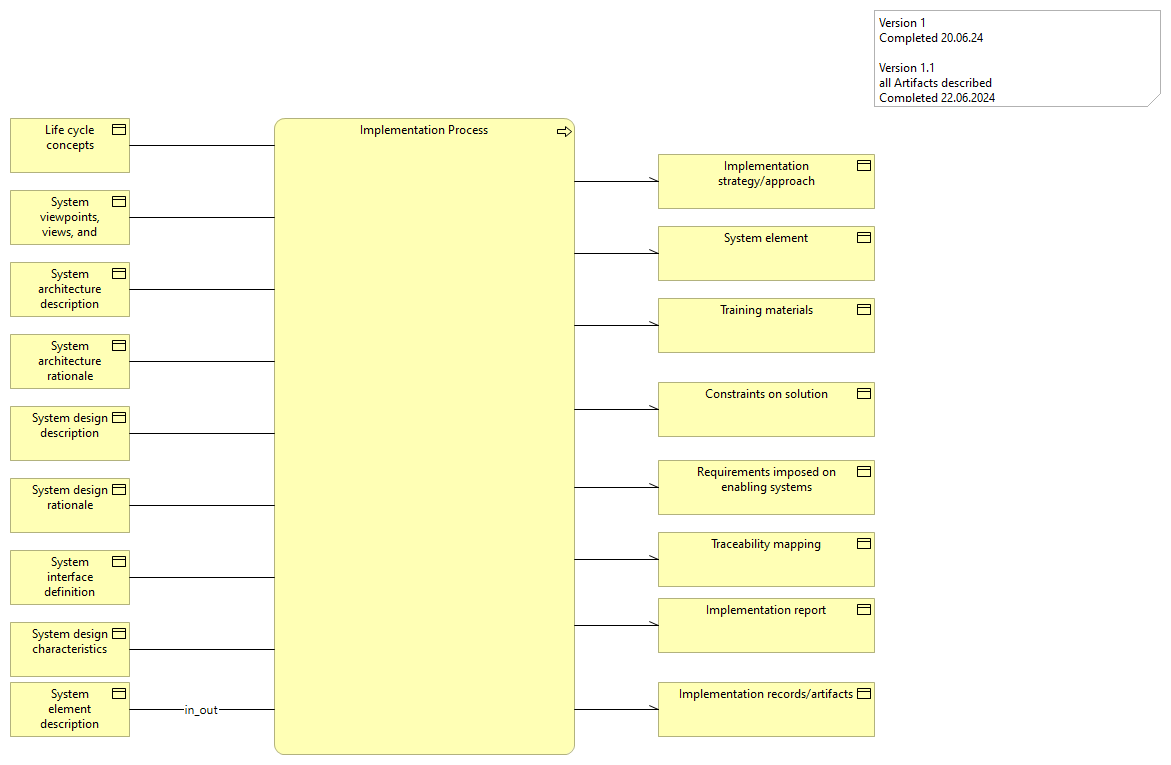 Version 1
Completed 20.06.24
Version 1.1
all Artifacts described
Completed 22.06.2024
Life cycle
concepts
System
viewpoints,
views, and
System
architecture
description
System
architecture
rationale
System design
description
System design
rationale
System
interface
definition
System design
characteristics
System
element
description
in_out
Implementation Process
Implementation
strategy/approach
System element
Training materials
Constraints on solution
Requirements imposed on
enabling systems
Traceability mapping
Implementation report
Implementation records/artifacts